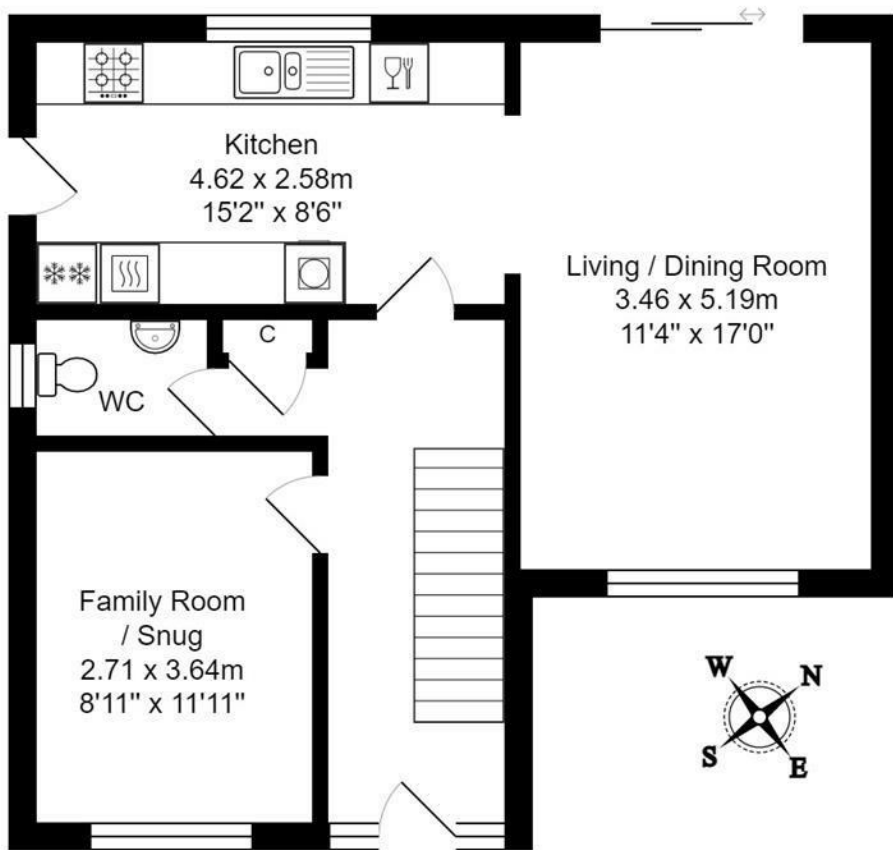 Kitchen
4.62 x 2.58m
15'2" x 8'6"
Living / Dining Room
3.46 x 5.19m
11'4" x 17'0"
C
WC
Family Room
/ Snug
2.71 x 3.64m
8'11" x 11'11"
W
N
S
E